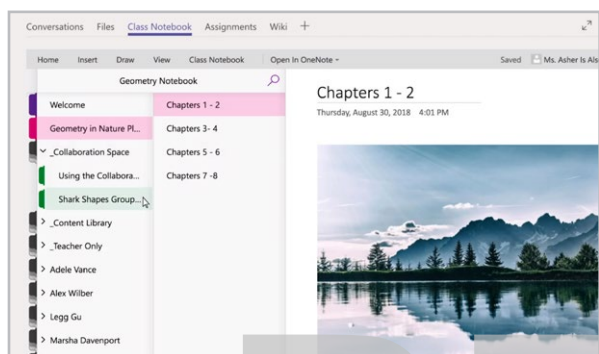 Conversations Files Class Notebook Assignments Wiki +
Home Insert Draw View Class Notebook Open In OneNote Saved Ms. Asher Is Als
Geometry Notebook
Welcome
Geometry in Nature Pl...
_Collaboration Space
Using the Collabora...
Shark Shapes Group...
_Content Library
_Teacher Only
Adele Vance
Alex Wilber
Legg Gu
Marsha Davenport
Chapters 1 - 2
Chapters 3- 4
Chapters 5 - 6
Chapters 7 -8
Chapters 1 - 2
Thursday, August 30, 2018 4:01 PM